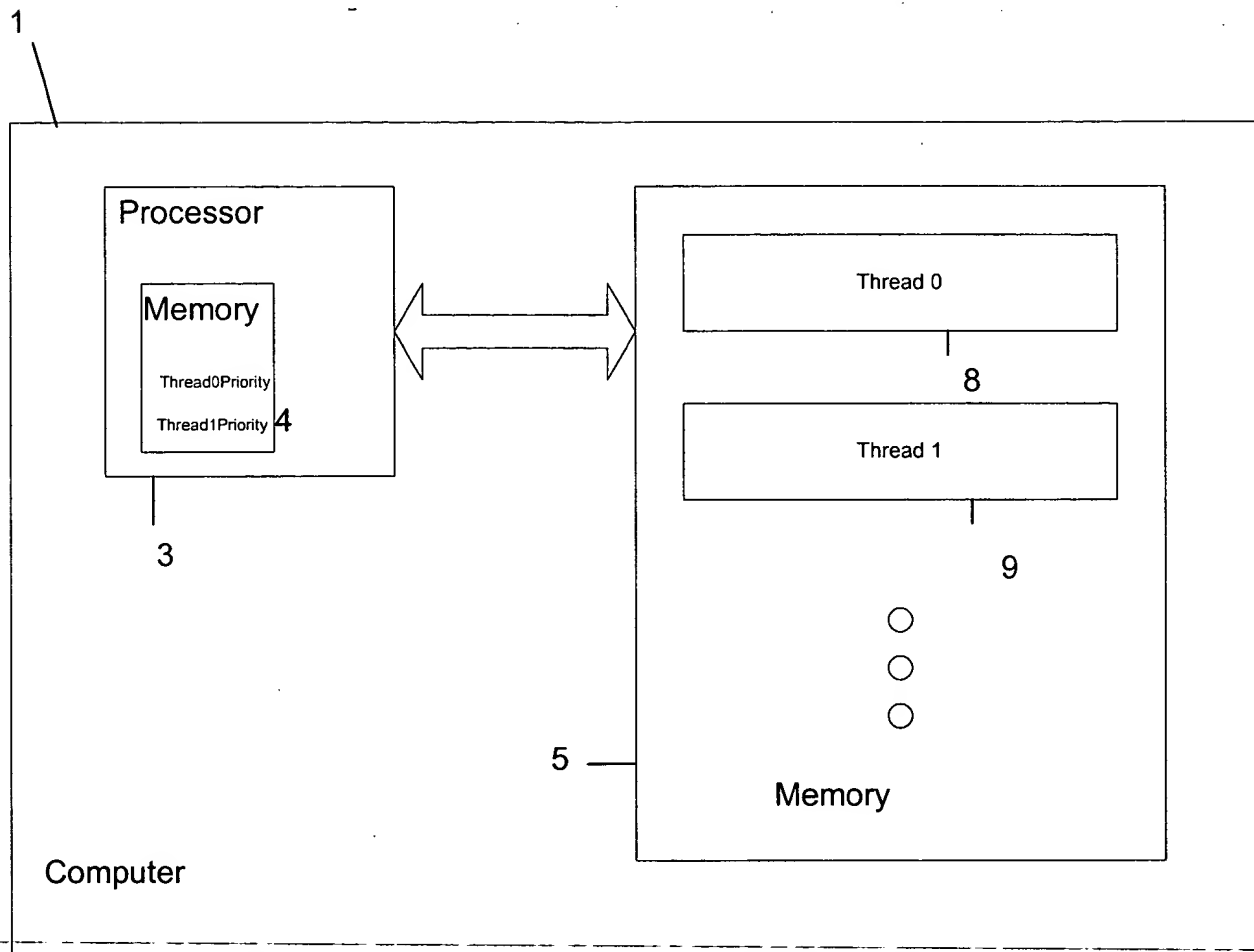 1
Processor
Memory
Thread0Priority
Thread1Priority 4
3
Thread 0
8
Thread 1
9
5
Memory
Computer